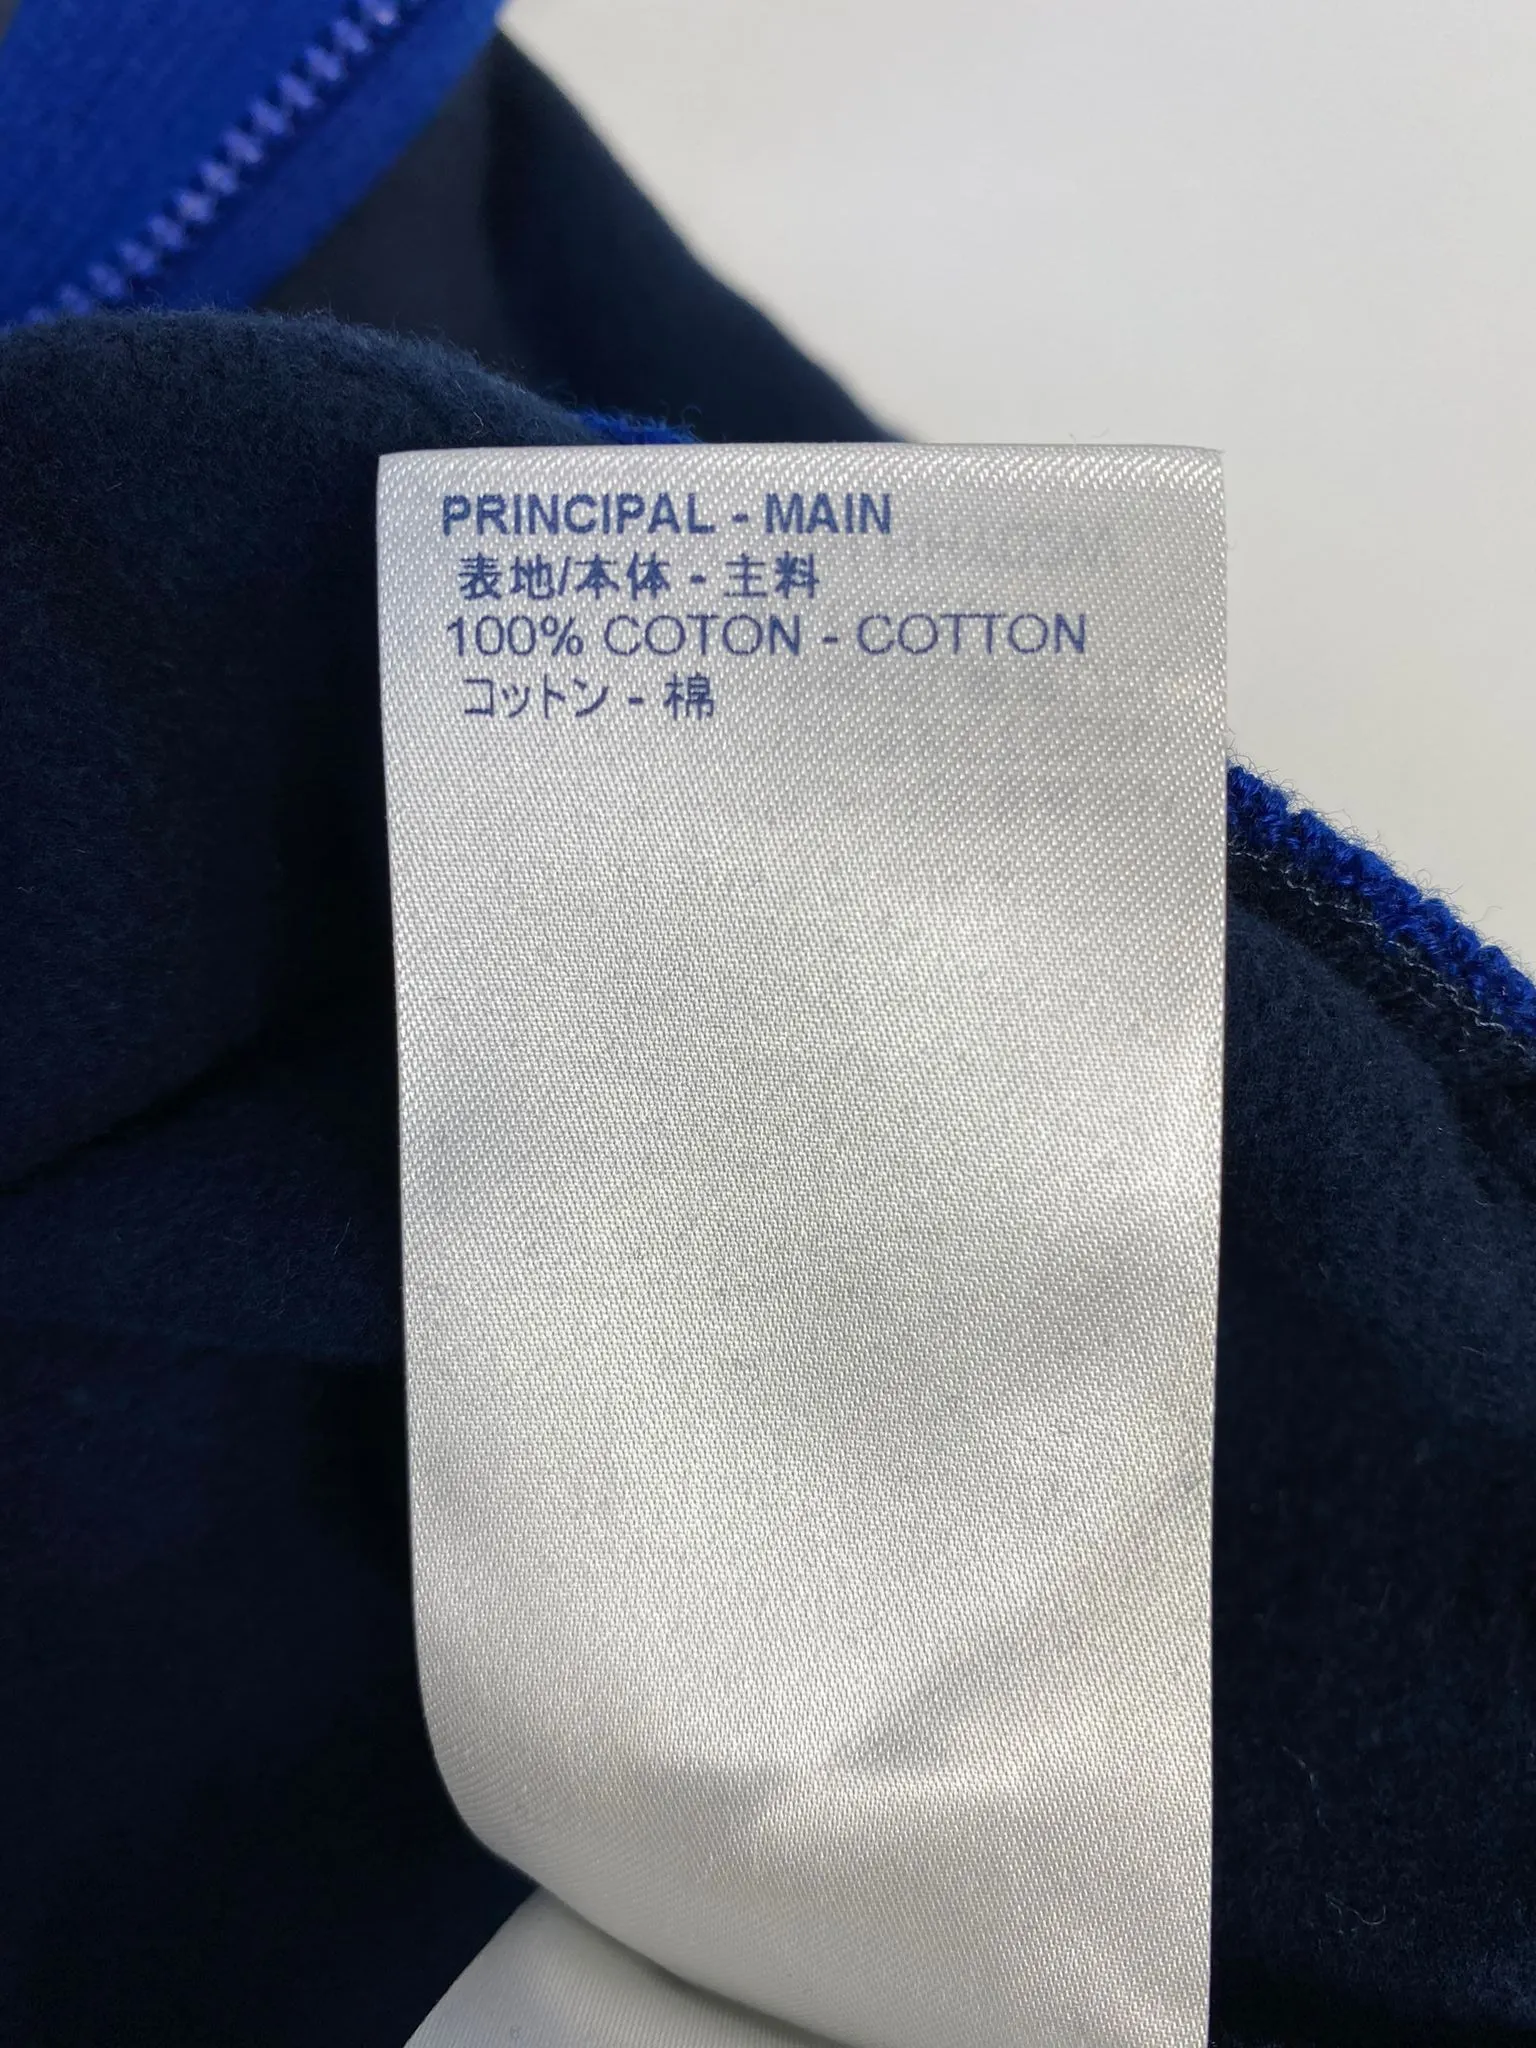 PRINCIPAL - MAIN
表地/本体 - 主料
100% COTON - COTTON
コットン - 棉